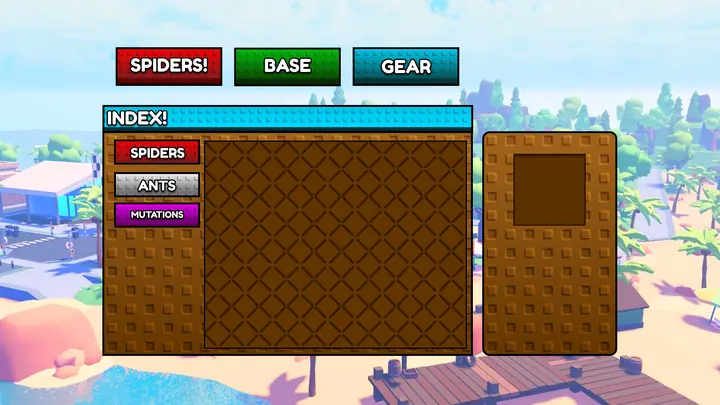 SPIDERS!
BASE
GEAR
INDEX!
SPIDERS
ANTS
MUTATIONS